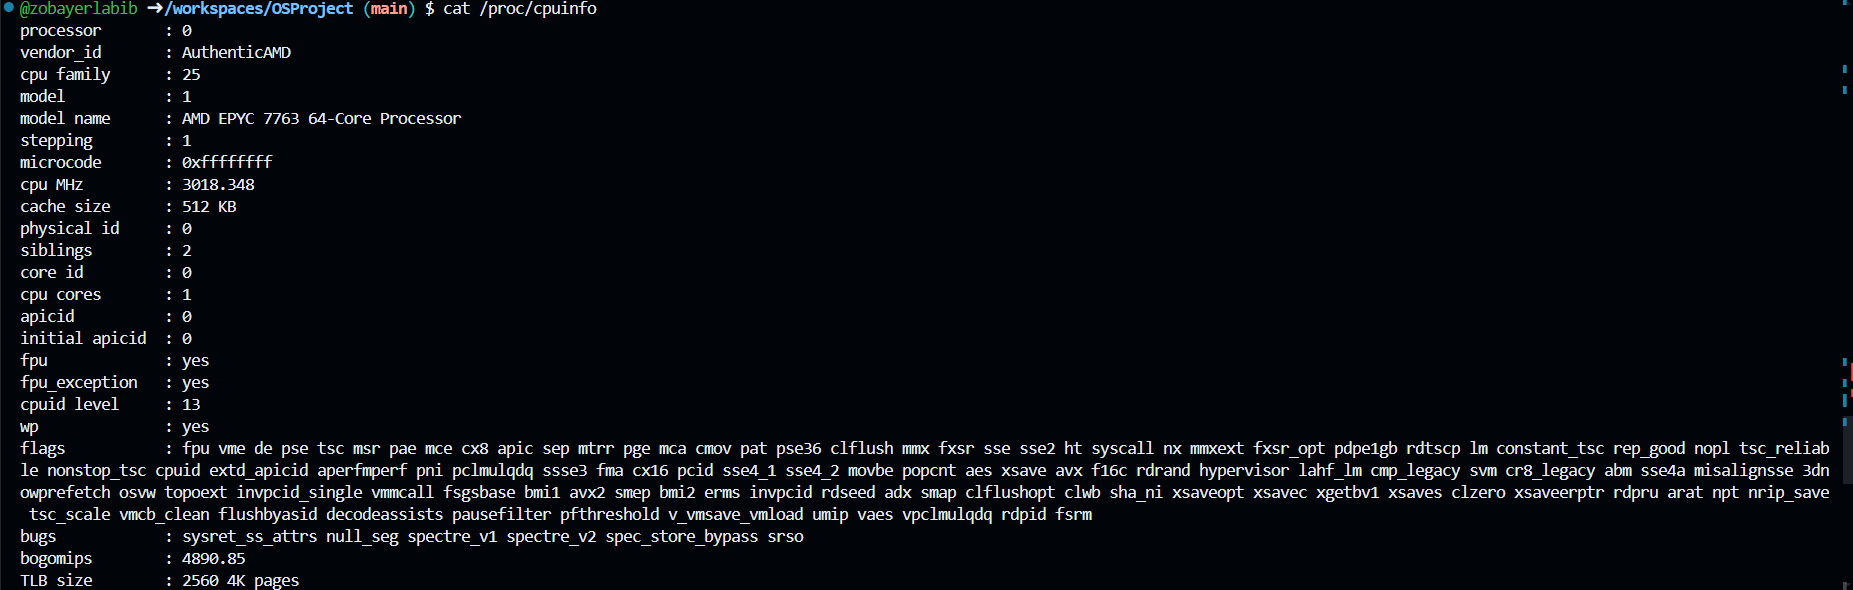 @zobayerlabib ➜/workspaces/OSProject (main) $ cat /proc/cpuinfo
processor : 0
vendor_id : AuthenticAMD
cpu family : 25
model : 1
model name : AMD EPYC 7763 64-Core Processor
stepping : 1
microcode : 0xffffffff
cpu MHz : 3018.348
cache size : 512 KB
physical id : 0
siblings : 2
core id : 0
cpu cores : 1
apicid : 0
initial apicid : 0
fpu : yes
fpu_exception : yes
cpuid level : 13
wp : yes
flags : fpu vme de pse tsc msr pae mce cx8 apic sep mtrr pge mca cmov pat pse36 clflush mmx fxsr sse sse2 ht syscall nx mmxext fxsr_opt pdpe1gb rdtscp lm constant_tsc rep_good nopl tsc_reliab
le nonstop_tsc cpuid extd_apicid aperfmperf pni pclmulqdq ssse3 fma cx16 pcid sse4_1 sse4_2 movbe popcnt aes xsave avx f16c rdrand hypervisor lahf_lm cmp_legacy svm cr8_legacy abm sse4a misalignsse 3dn
owprefetch osvw topoext invpcid_single vmmcall fsgsbase bmi1 avx2 smep bmi2 erms invpcid rdseed adx smap clflushopt clwb sha_ni xsaveopt xsavec xgetbv1 xsaves clzero xsaveerptr rdpru arat npt nrip_save
tsc_scale vmcb_clean flushbyasid decodeassists pausefilter pfthreshold v_vmsave_vmload umip vaes vpclmulqdq rdpid fsrm
bugs : sysret_ss_attrs null_seg spectre_v1 spectre_v2 spec_store_bypass srso
bogomips : 4890.85
TLB size : 2560 4K pages